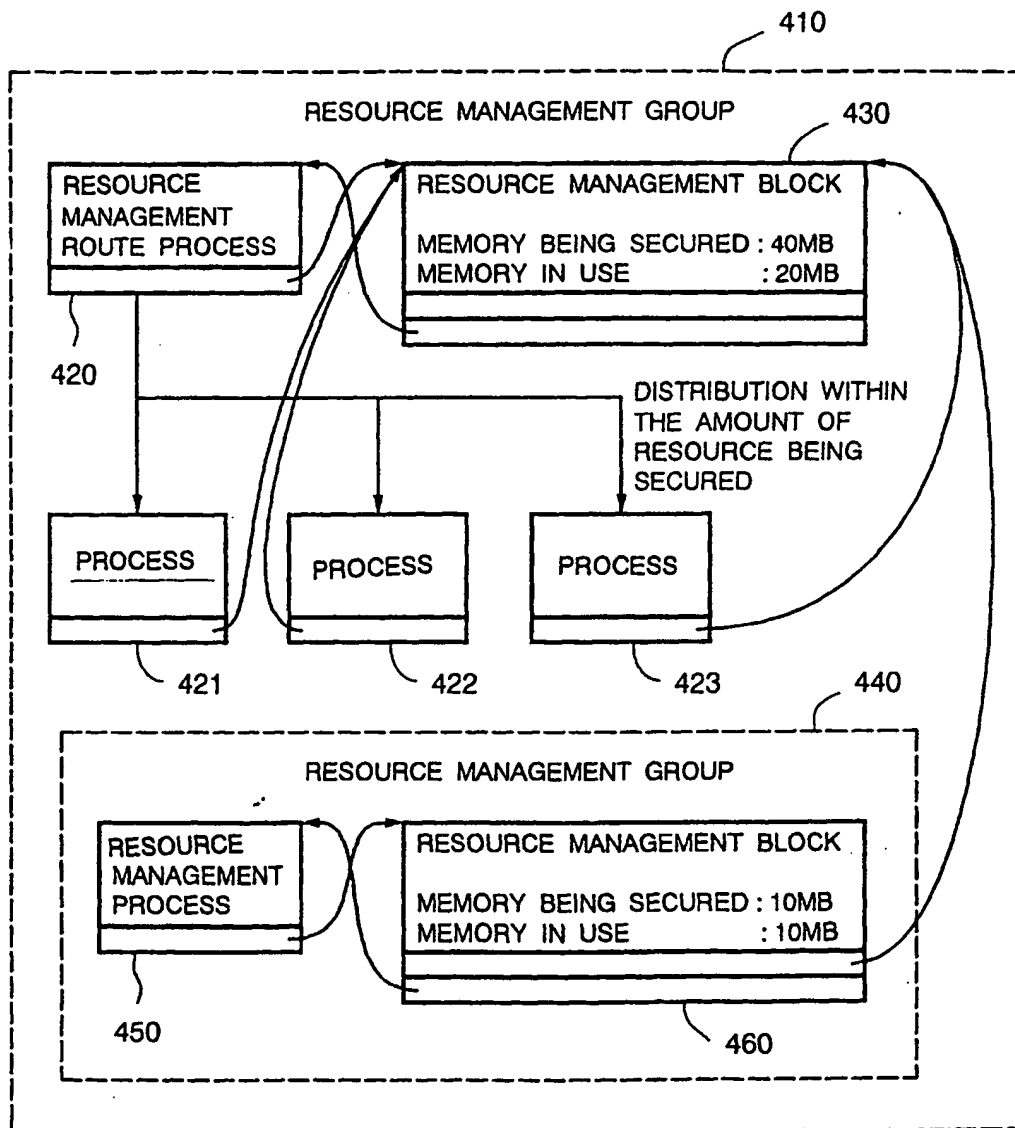 410
RESOURCE MANAGEMENT GROUP
430
RESOURCE
MANAGEMENT
ROUTE PROCESS
420
RESOURCE MANAGEMENT BLOCK
MEMORY BEING SECURED : 40MB
MEMORY IN USE : 20MB
DISTRIBUTION WITHIN
THE AMOUNT OF
RESOURCE BEING
SECURED
PROCESS
PROCESS
PROCESS
421
422
423
440
RESOURCE MANAGEMENT GROUP
RESOURCE
MANAGEMENT
PROCESS
450
RESOURCE MANAGEMENT BLOCK
MEMORY BEING SECURED : 10MB
MEMORY IN USE : 10MB
460